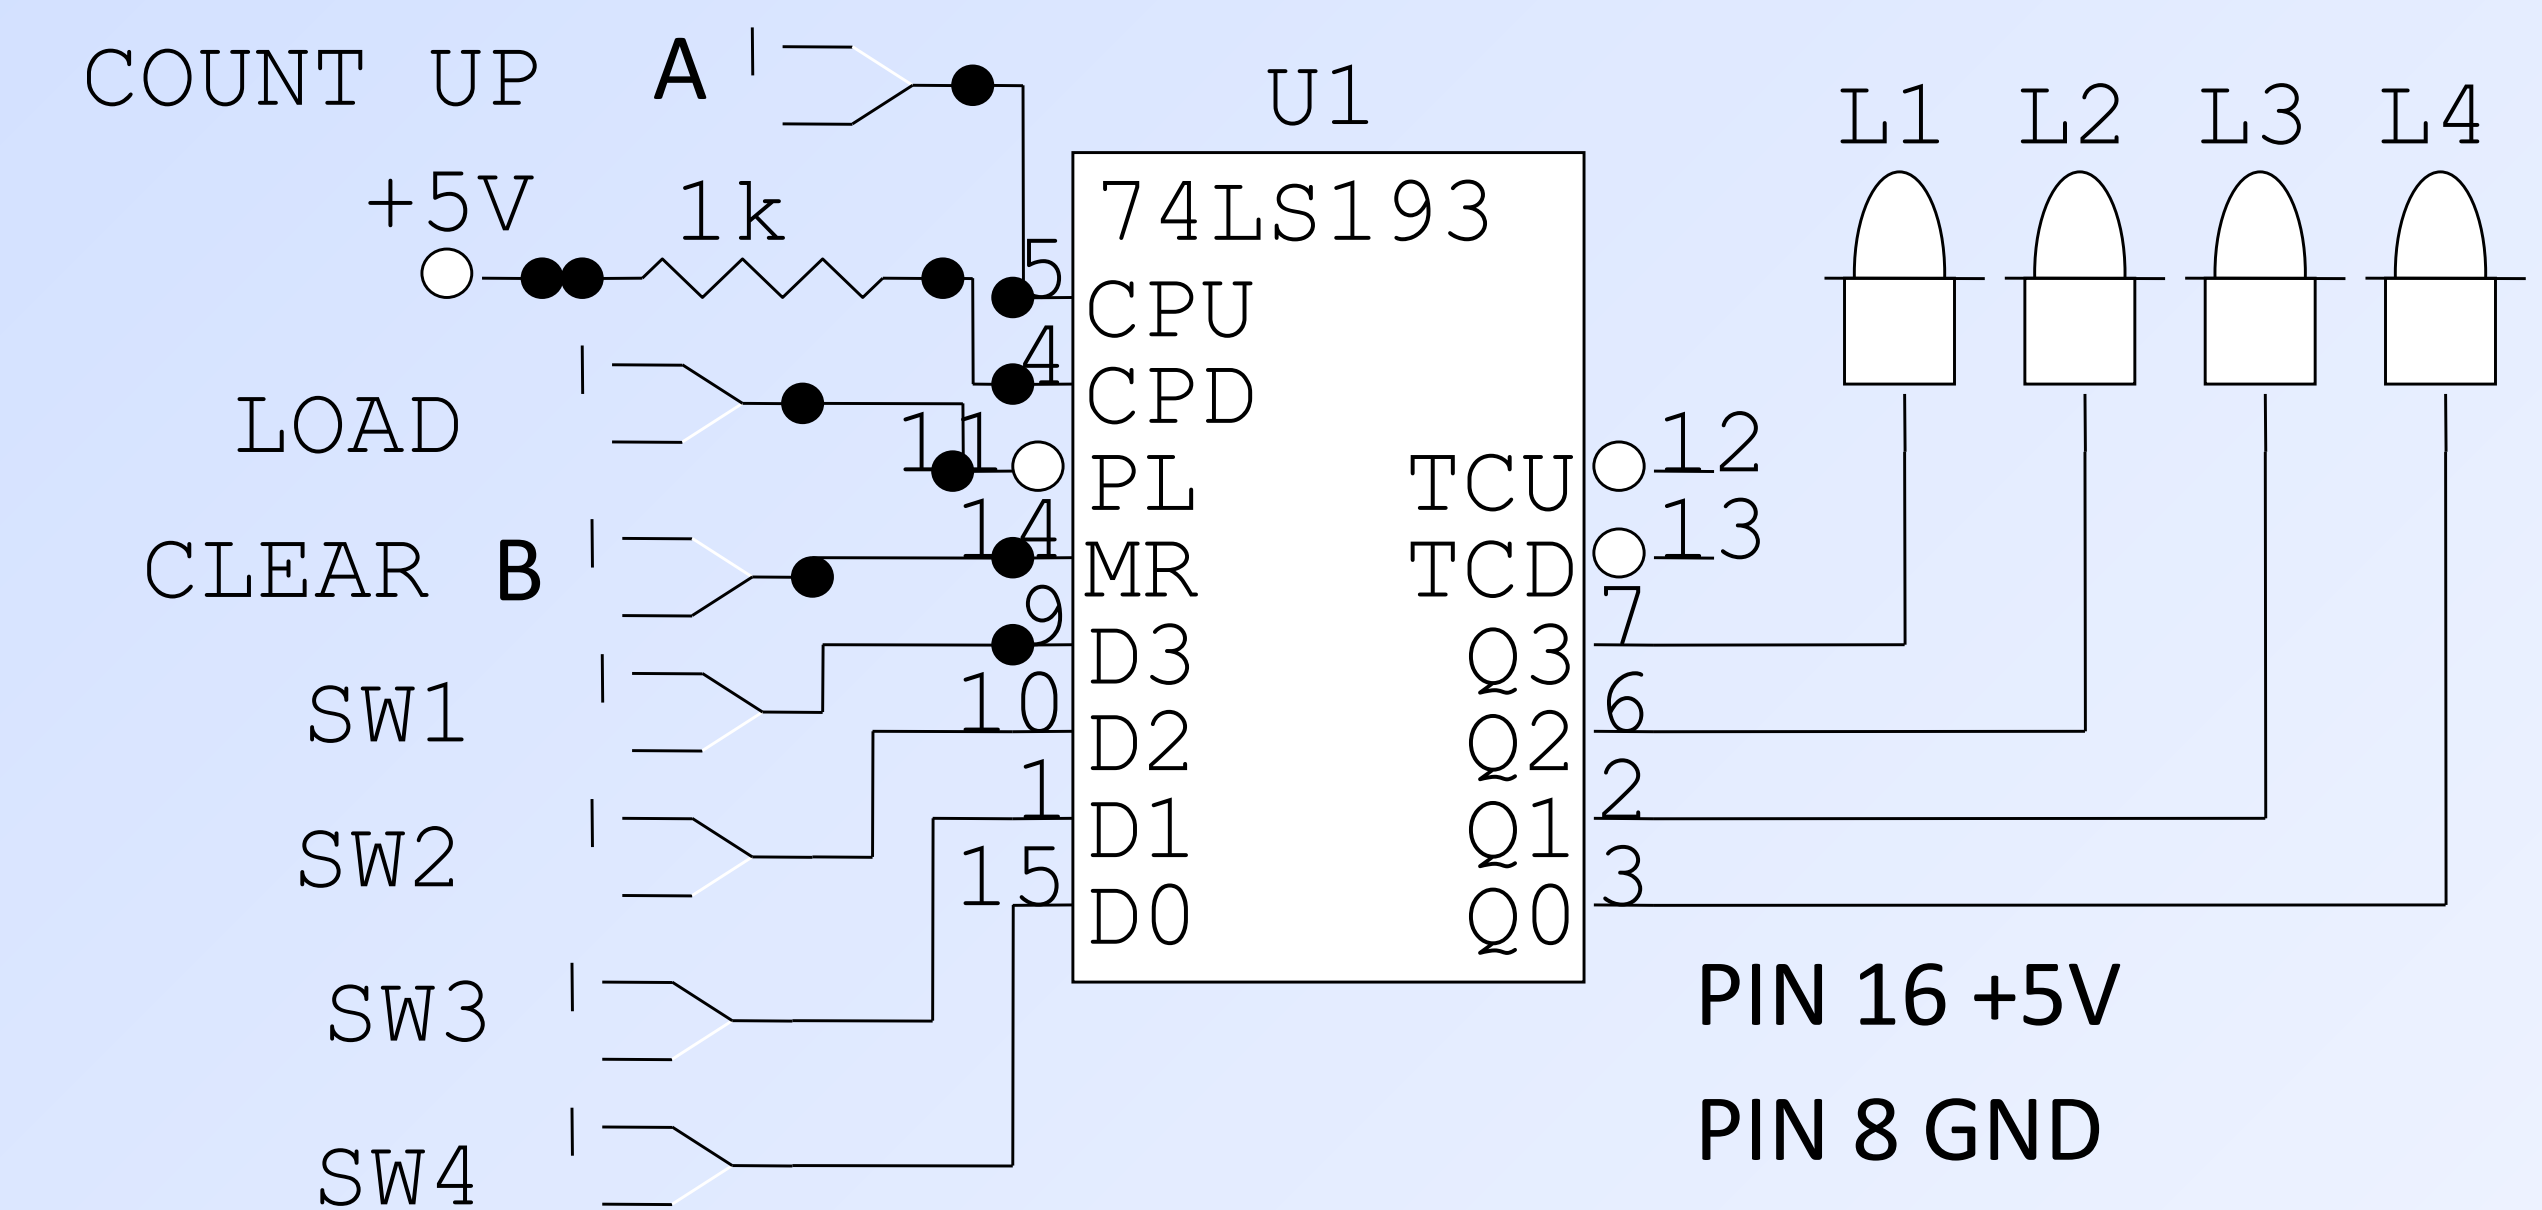 COUNT UP A
U1
L1 L2 L3 L4
+5V 1k
74LS193
5 CPU
4 CPD
LOAD 11 PL TCU 12
CLEAR B 14 MR TCD 13
SW1 9 D3 Q3 7
10 D2 Q2 6
SW2 1 D1 Q1 2
15 D0 Q0 3
SW3 PIN 16 +5V
SW4 PIN 8 GND